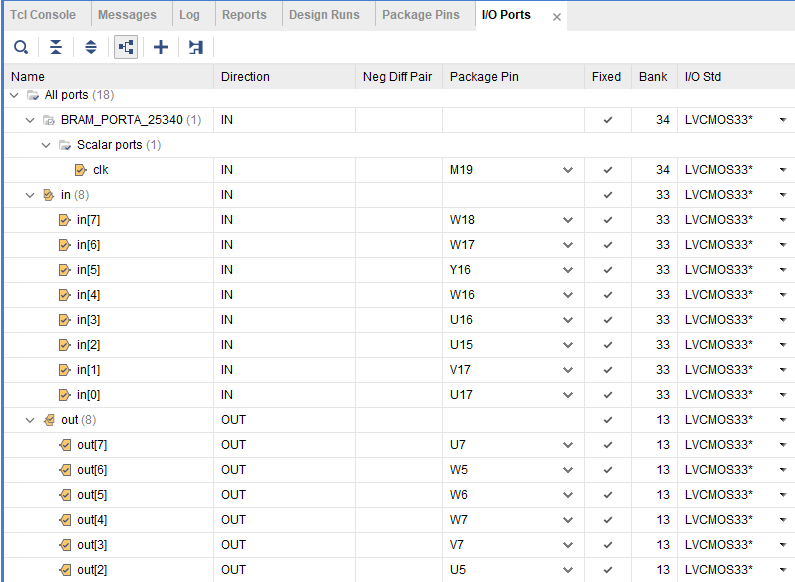 Tcl Console Messages Log Reports Design Runs Package Pins I/O Ports
Name Direction Neg Diff Pair Package Pin Fixed Bank I/O Std
All ports (18)
BRAM_PORTA_25340 (1) IN 34 LVCMOS33*
Scalar ports (1)
clk IN M19 34 LVCMOS33*
in (8) IN 33 LVCMOS33*
in[7] IN W18 33 LVCMOS33*
in[6] IN W17 33 LVCMOS33*
in[5] IN Y16 33 LVCMOS33*
in[4] IN W16 33 LVCMOS33*
in[3] IN U16 33 LVCMOS33*
in[2] IN U15 33 LVCMOS33*
in[1] IN V17 33 LVCMOS33*
in[0] IN U17 33 LVCMOS33*
out (8) OUT 13 LVCMOS33*
out[7] OUT U7 13 LVCMOS33*
out[6] OUT W5 13 LVCMOS33*
out[5] OUT W6 13 LVCMOS33*
out[4] OUT W7 13 LVCMOS33*
out[3] OUT V7 13 LVCMOS33*
out[2] OUT U5 13 LVCMOS33*